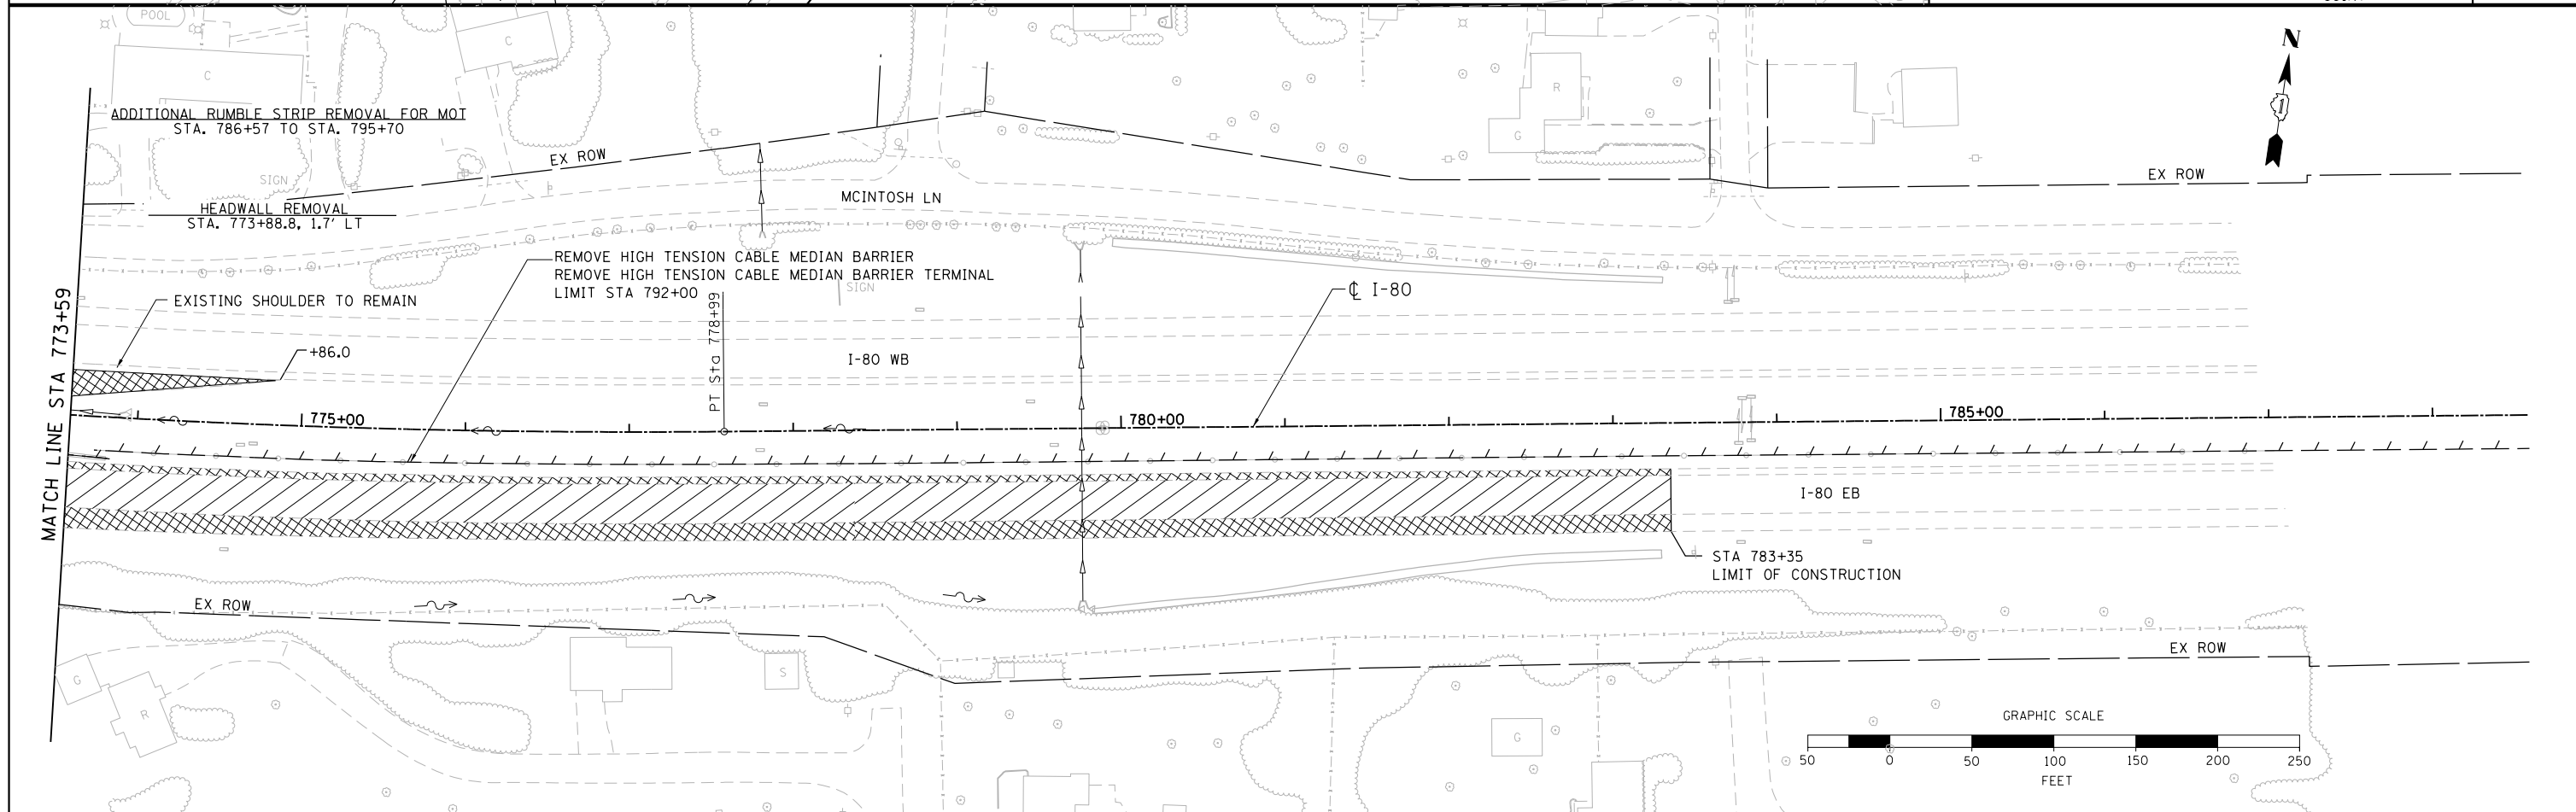 POOL
C
C
N
1
ADDITIONAL RUMBLE STRIP REMOVAL FOR MOT
STA. 786+57 TO STA. 795+70
R
G
EX ROW
EX ROW
SIGN
MCINTOSH LN
HEADWALL REMOVAL
STA. 773+88.8, 1.7' LT
REMOVE HIGH TENSION CABLE MEDIAN BARRIER
REMOVE HIGH TENSION CABLE MEDIAN BARRIER TERMINAL
LIMIT STA 792+00
SIGN
℄ I-80
EXISTING SHOULDER TO REMAIN
MATCH LINE STA 773+59
PT Sta 778+99
+86.0
I-80 WB
775+00
780+00
785+00
I-80 EB
STA 783+35
LIMIT OF CONSTRUCTION
EX ROW
EX ROW
G
R
S
G
GRAPHIC SCALE
50 0 50 100 150 200 250
FEET